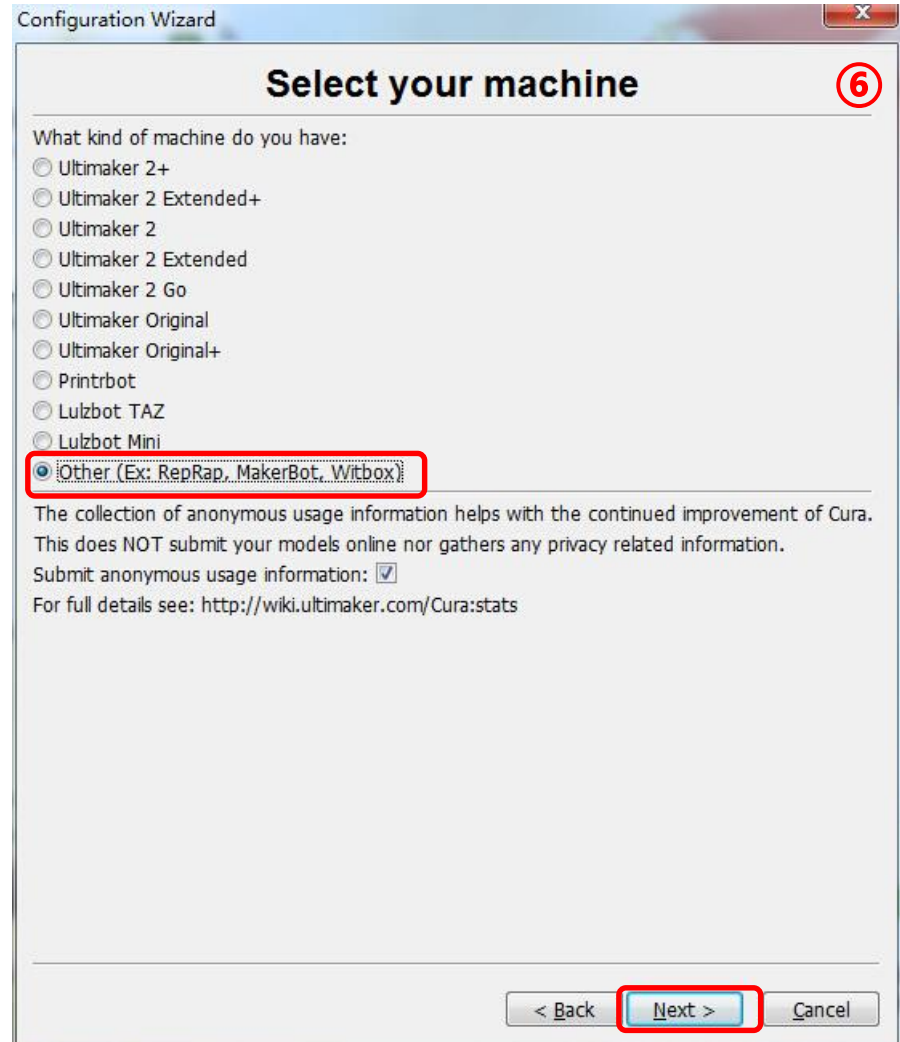 Configuration Wizard
X
Select your machine
⑥
What kind of machine do you have:
Ultimaker 2+
Ultimaker 2 Extended+
Ultimaker 2
Ultimaker 2 Extended
Ultimaker 2 Go
Ultimaker Original
Ultimaker Original+
Printrbot
Lulzbot TAZ
Lulzbot Mini
Other (Ex: RepRap, MakerBot, Witbox)
The collection of anonymous usage information helps with the continued improvement of Cura.
This does NOT submit your models online nor gathers any privacy related information.
Submit anonymous usage information:
For full details see: http://wiki.ultimaker.com/Cura:stats
< Back Next > Cancel